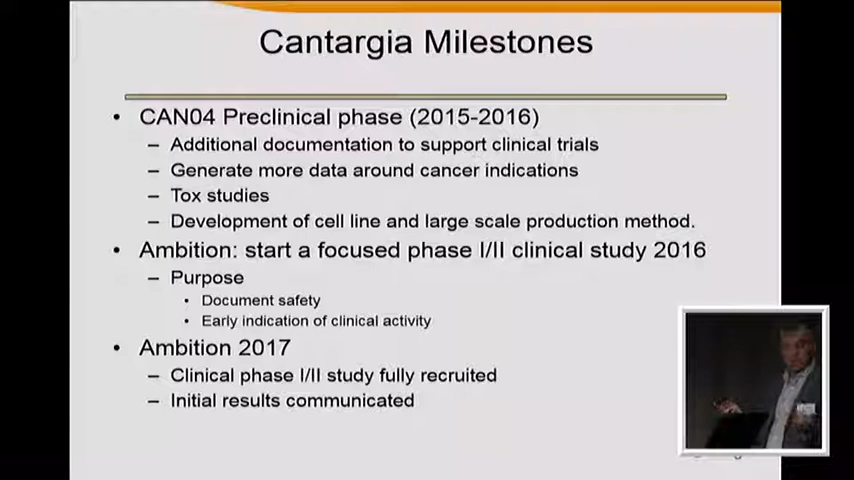 Cantargia Milestones
• CAN04 Preclinical phase (2015-2016)
– Additional documentation to support clinical trials
– Generate more data around cancer indications
– Tox studies
– Development of cell line and large scale production method.
• Ambition: start a focused phase I/II clinical study 2016
– Purpose
• Document safety
• Early indication of clinical activity
• Ambition 2017
– Clinical phase I/II study fully recruited
– Initial results communicated